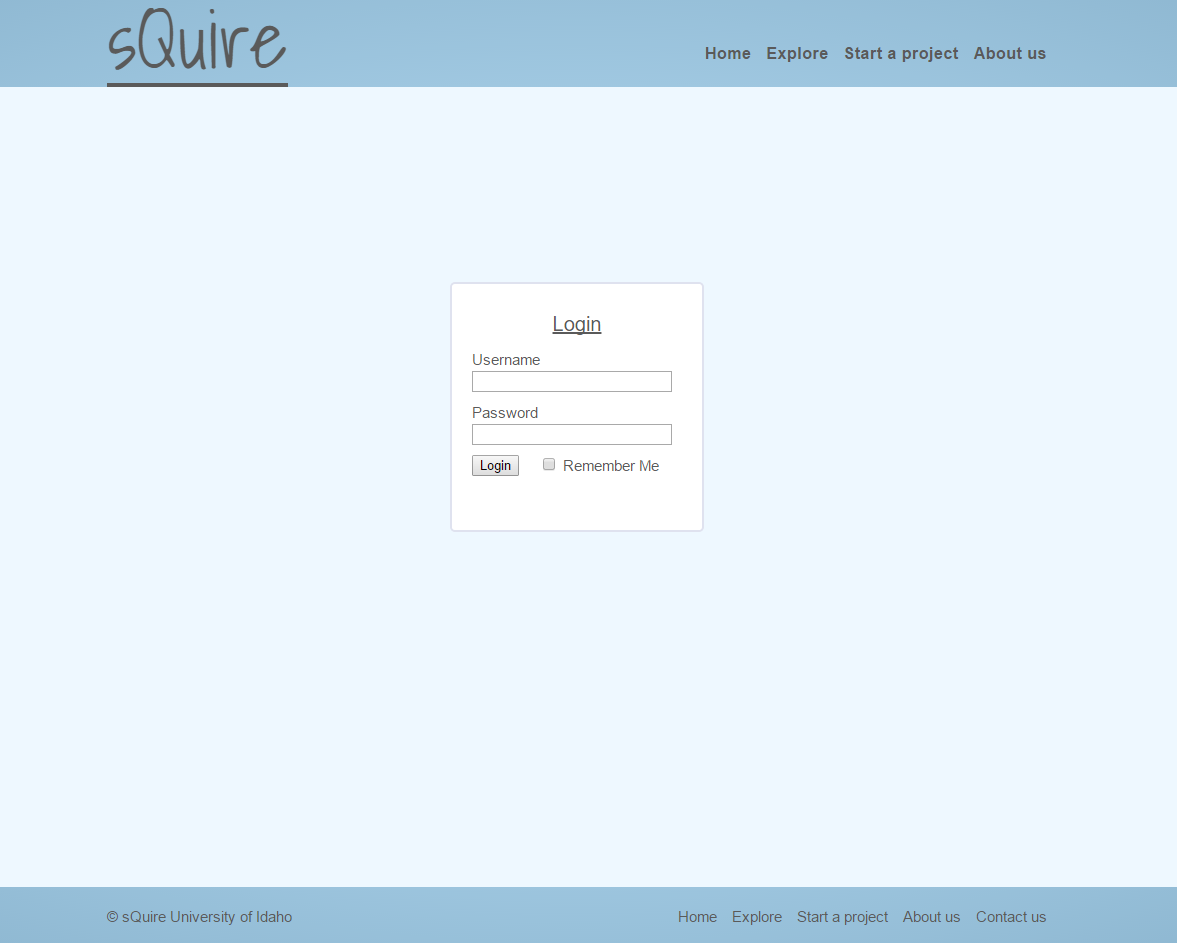 sQuire
Home Explore Start a project About us
Login
Username
Password
Login Remember Me
© sQuire University of Idaho
Home Explore Start a project About us Contact us